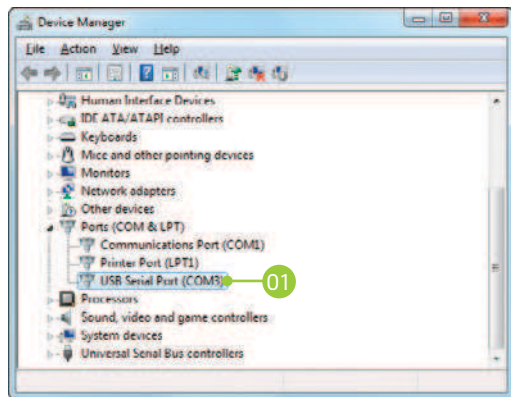 Device Manager
File Action View Help
Human Interface Devices
IDE ATA/ATAPI controllers
Keyboards
Mice and other pointing devices
Monitors
Network adapters
Other devices
Ports (COM & LPT)
Communications Port (COM1)
Printer Port (LPT1)
USB Serial Port (COM3) 01
Processors
Sound, video and game controllers
System devices
Universal Serial Bus controllers